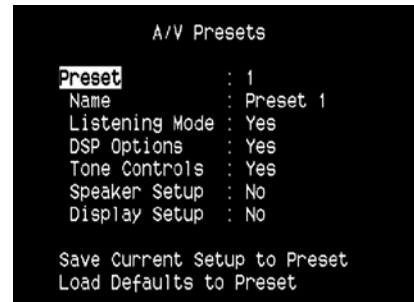 A/V Presets
Preset : 1
Name : Preset 1
Listening Mode : Yes
DSP Options : Yes
Tone Controls : Yes
Speaker Setup : No
Display Setup : No
Save Current Setup to Preset
Load Defaults to Preset